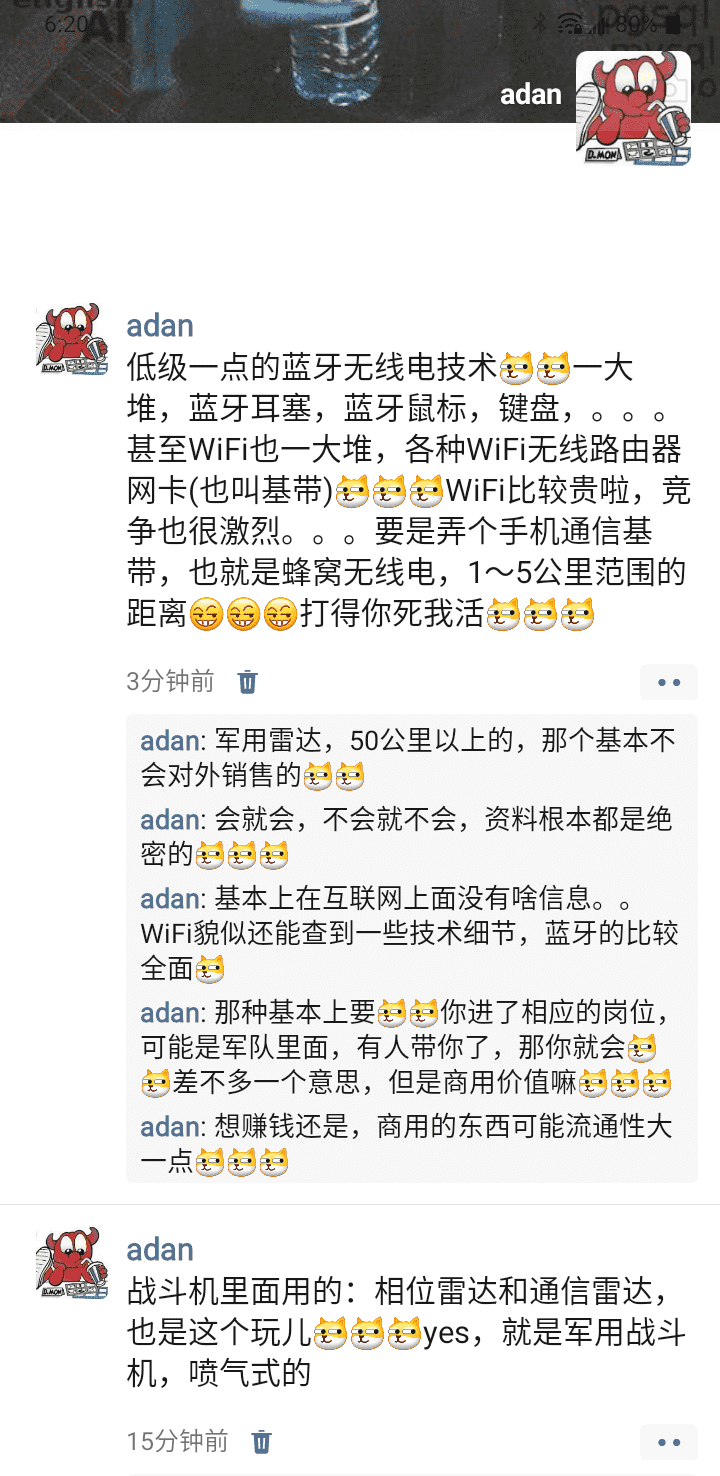 english
AI
pgsql
6:20
80%
adan
D.MON
adan
低级一点的蓝牙无线电技术一大
堆，蓝牙耳塞，蓝牙鼠标，键盘，。。。
甚至WiFi也一大堆，各种WiFi无线路由器
网卡(也叫基带)WiFi比较贵啦，竞
争也很激烈。。。要是弄个手机通信基
带，也就是蜂窝无线电，1～5公里范围的
距离😁😁😁打得你死我活
3分钟前
adan: 军用雷达，50公里以上的，那个基本不
会对外销售的
adan: 会就会，不会就不会，资料根本都是绝
密的
adan: 基本上在互联网上面没有啥信息。。
WiFi貌似还能查到一些技术细节，蓝牙的比较
全面
adan: 那种基本上要你进了相应的岗位，
可能是军队里面，有人带你了，那你就会
差不多一个意思，但是商用价值嘛
adan: 想赚钱还是，商用的东西可能流通性大
一点
adan
战斗机里面用的：相位雷达和通信雷达，
也是这个玩儿yes，就是军用战斗
机，喷气式的
15分钟前